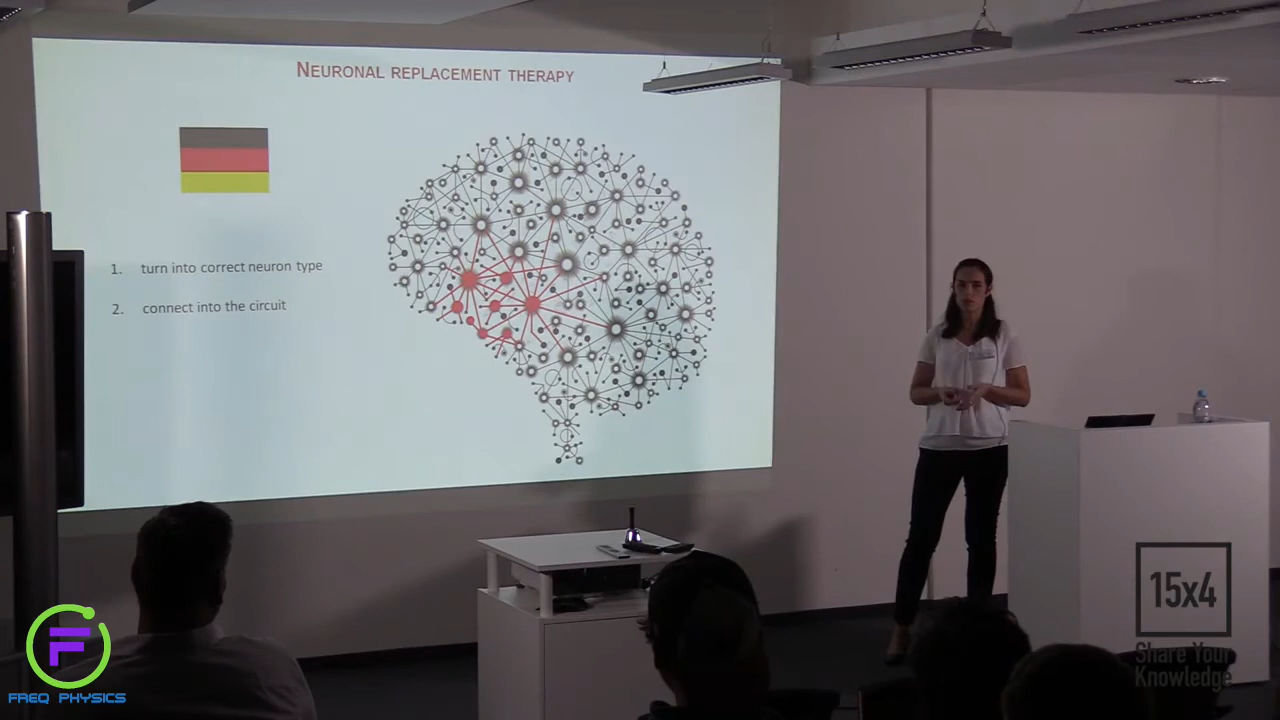 NEURONAL REPLACEMENT THERAPY
1. turn into correct neuron type
2. connect into the circuit
15x4
Share Your
Knowledge
F
FREQ PHYSICS